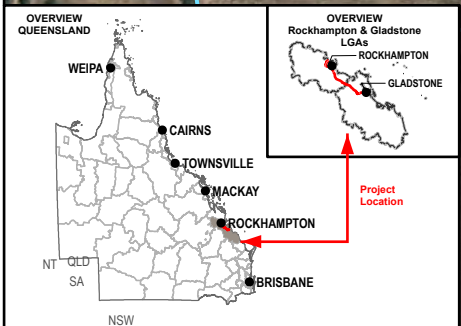 OVERVIEW
QUEENSLAND
WEIPA
CAIRNS
TOWNSVILLE
MACKAY
ROCKHAMPTON
BRISBANE
NT
QLD
SA
NSW
OVERVIEW
Rockhampton & Gladstone
LGAs
ROCKHAMPTON
GLADSTONE
Project
Location